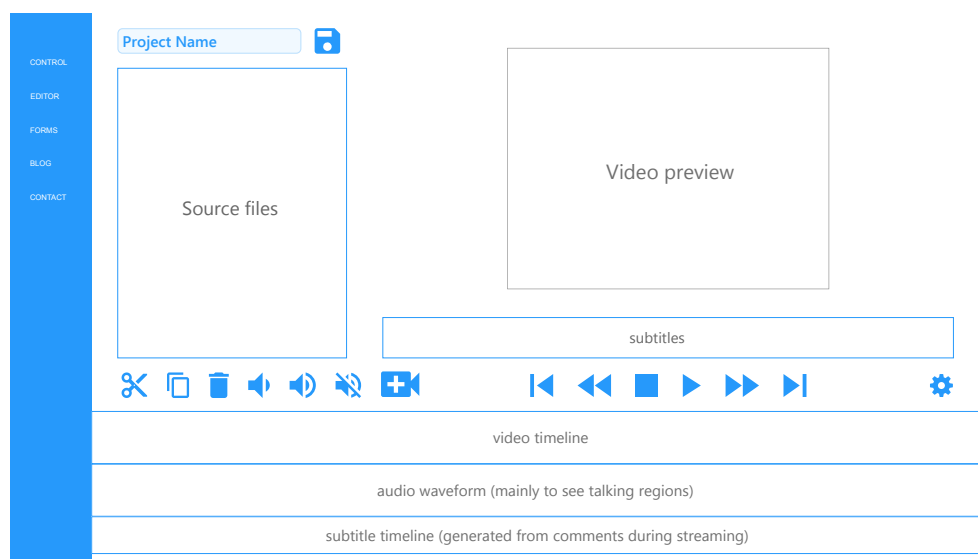 CONTROL
EDITOR
FORMS
BLOG
CONTACT
Project Name
Source files
Video preview
subtitles
video timeline
audio waveform (mainly to see talking regions)
subtitle timeline (generated from comments during streaming)